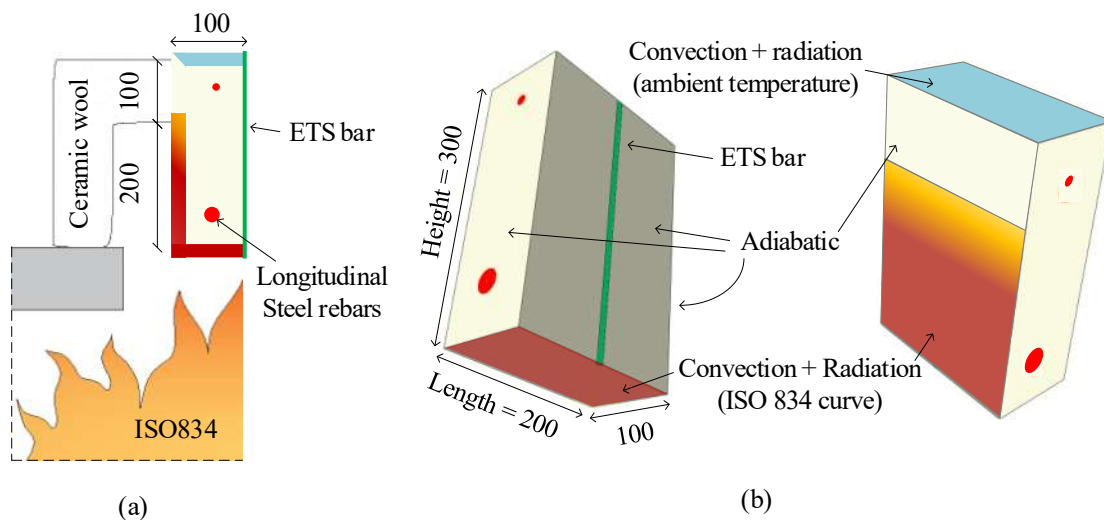 100
100
200
Ceramic wool
ETS bar
Longitudinal
Steel rebars
ISO834
(a)
Height = 300
Length = 200
100
ETS bar
Adiabatic
Convection + radiation
(ambient temperature)
Convection + Radiation
(ISO 834 curve)
(b)